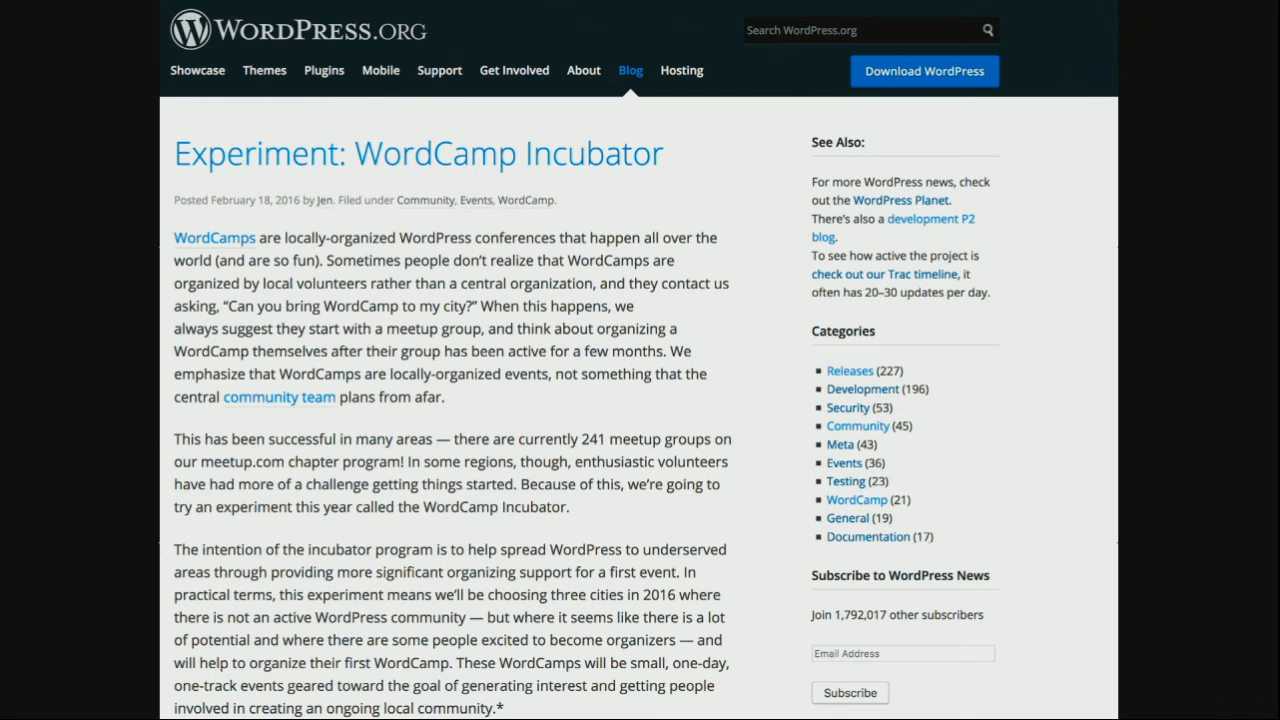 WORDPRESS.ORG
Search WordPress.org
Showcase Themes Plugins Mobile Support Get Involved About Blog Hosting
Download WordPress
Experiment: WordCamp Incubator
Posted February 18, 2016 by Jen. Filed under Community, Events, WordCamp.
WordCamps are locally-organized WordPress conferences that happen all over the
world (and are so fun). Sometimes people don’t realize that WordCamps are
organized by local volunteers rather than a central organization, and they contact us
asking, “Can you bring WordCamp to my city?” When this happens, we
always suggest they start with a meetup group, and think about organizing a
WordCamp themselves after their group has been active for a few months. We
emphasize that WordCamps are locally-organized events, not something that the
central community team plans from afar.
This has been successful in many areas — there are currently 241 meetup groups on
our meetup.com chapter program! In some regions, though, enthusiastic volunteers
have had more of a challenge getting things started. Because of this, we’re going to
try an experiment this year called the WordCamp Incubator.
The intention of the incubator program is to help spread WordPress to underserved
areas through providing more significant organizing support for a first event. In
practical terms, this experiment means we’ll be choosing three cities in 2016 where
there is not an active WordPress community — but where it seems like there is a lot
of potential and where there are some people excited to become organizers — and
will help to organize their first WordCamp. These WordCamps will be small, one-day,
one-track events geared toward the goal of generating interest and getting people
involved in creating an ongoing local community.*
See Also:
For more WordPress news, check
out the WordPress Planet.
There’s also a development P2
blog.
To see how active the project is
check out our Trac timeline, it
often has 20–30 updates per day.
Categories
Releases (227)
Development (196)
Security (53)
Community (45)
Meta (43)
Events (36)
Testing (23)
WordCamp (21)
General (19)
Documentation (17)
Subscribe to WordPress News
Join 1,792,017 other subscribers
Email Address
Subscribe